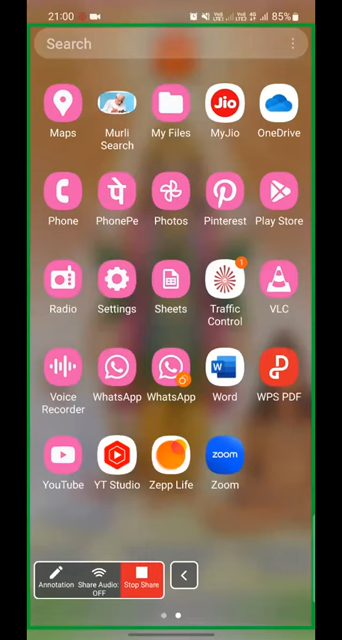 21:00 85%
Search
Maps Murli Search My Files MyJio OneDrive
Jio
Phone PhonePe Photos Pinterest Play Store
1
Radio Settings Sheets Traffic Control VLC
W
Voice Recorder WhatsApp WhatsApp Word WPS PDF
zoom
YouTube YT Studio Zepp Life Zoom
Annotation Share Audio: OFF Stop Share